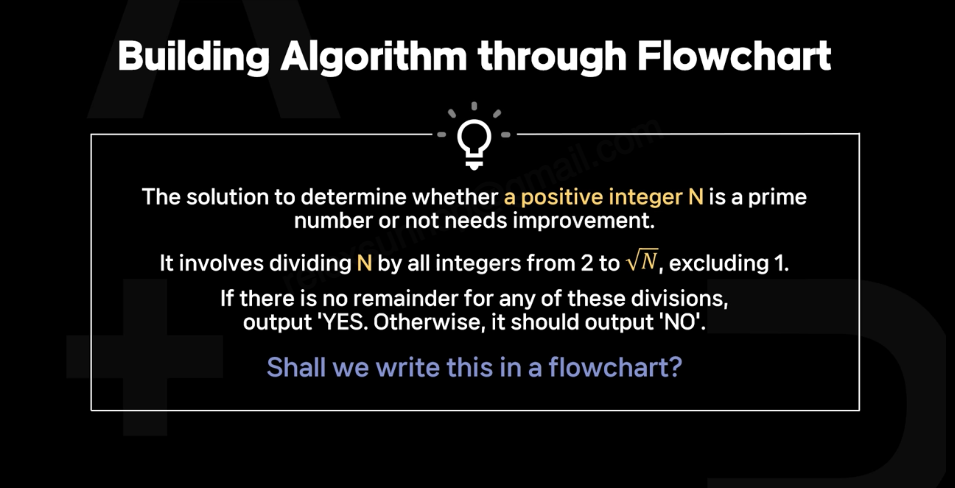 Building Algorithm through Flowchart
The solution to determine whether a positive integer N is a prime
number or not needs improvement.
It involves dividing N by all integers from 2 to √N, excluding 1.
If there is no remainder for any of these divisions,
output 'YES. Otherwise, it should output 'NO'.
Shall we write this in a flowchart?